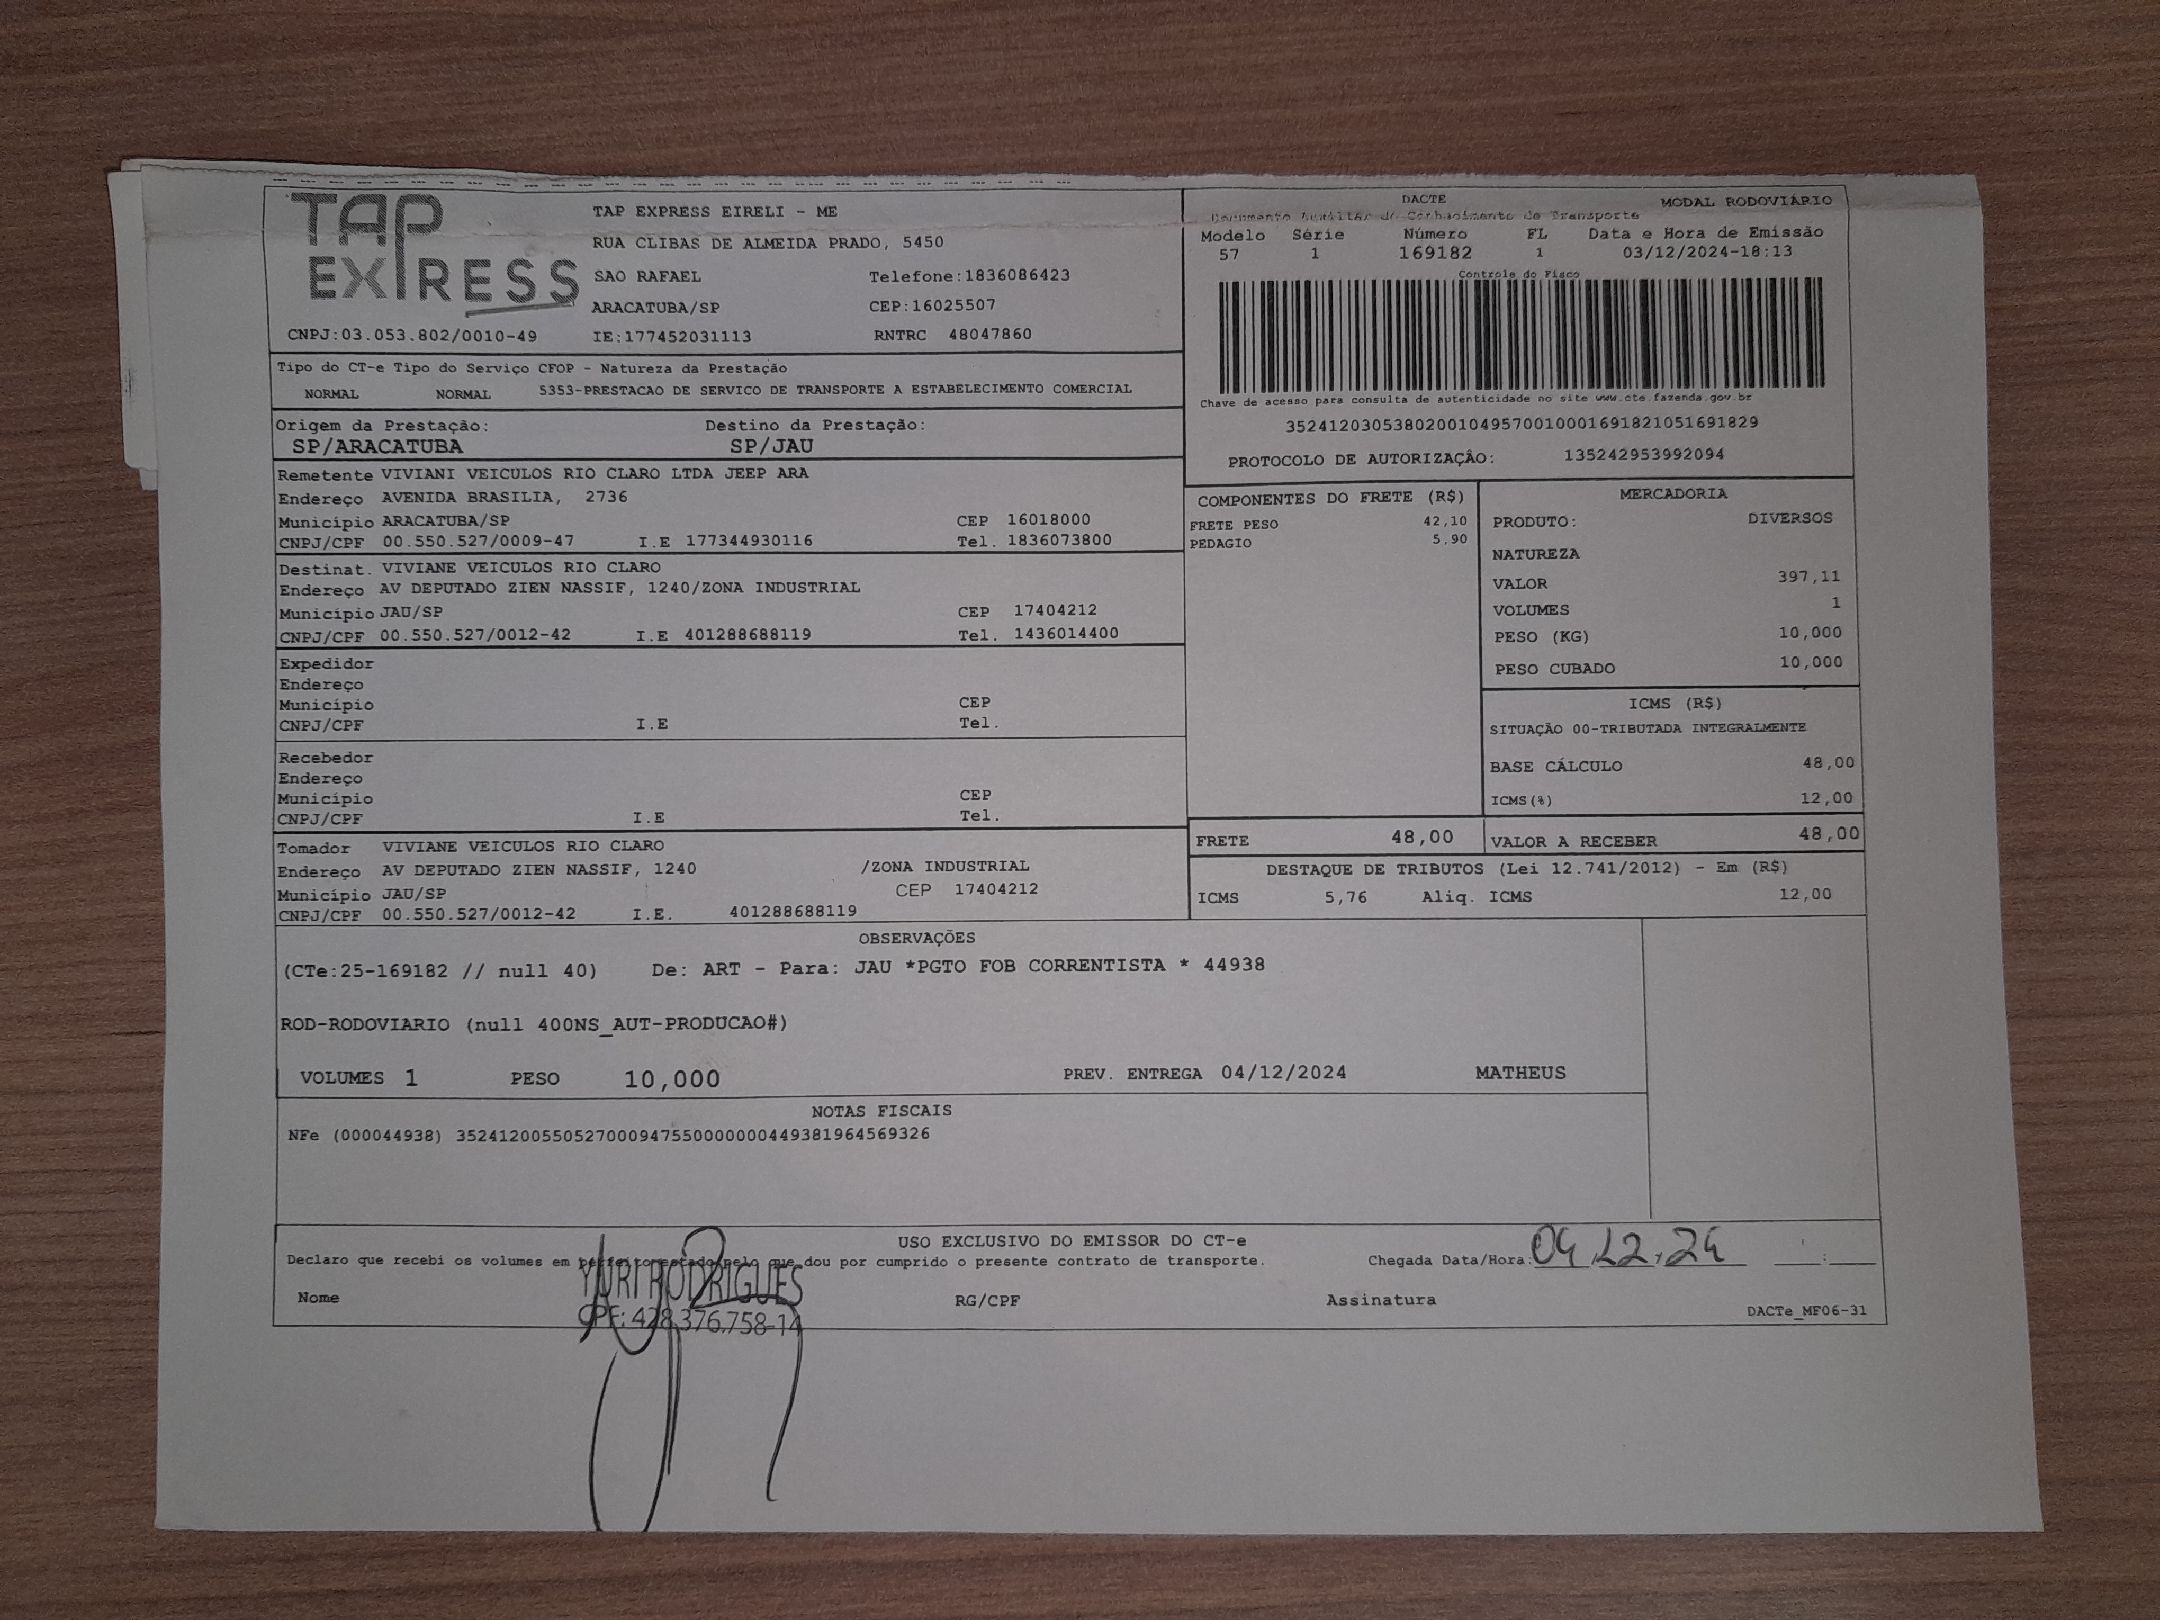 TAP
EXPRESS
TAP EXPRESS EIRELI - ME
RUA CLIBAS DE ALMEIDA PRADO, 5450
SAO RAFAEL Telefone:1836086423
ARACATUBA/SP CEP:16025507
CNPJ:03.053.802/0010-49 IE:177452031113 RNTRC 48047860
DACTE MODAL RODOVIÁRIO
Documento Auxiliar do Conhecimento de Transporte
Modelo Série Número FL Data e Hora de Emissão
57 1 169182 1 03/12/2024-18:13
Controle do Fisco
Chave de acesso para consulta de autenticidade no site www.cte.fazenda.gov.br
35241203053802001049570010001691821051691829
PROTOCOLO DE AUTORIZAÇÂO: 135242953992094
Tipo do CT-e Tipo do Serviço CFOP - Natureza da Prestação
NORMAL NORMAL 5353-PRESTACAO DE SERVICO DE TRANSPORTE A ESTABELECIMENTO COMERCIAL
Origem da Prestação: Destino da Prestação:
SP/ARACATUBA SP/JAU
Remetente VIVIANI VEICULOS RIO CLARO LTDA JEEP ARA
Endereço AVENIDA BRASILIA, 2736
Município ARACATUBA/SP CEP 16018000
CNPJ/CPF 00.550.527/0009-47 I.E 177344930116 Tel. 1836073800
Destinat. VIVIANE VEICULOS RIO CLARO
Endereço AV DEPUTADO ZIEN NASSIF, 1240/ZONA INDUSTRIAL
Município JAU/SP CEP 17404212
CNPJ/CPF 00.550.527/0012-42 I.E 401288688119 Tel. 1436014400
Expedidor
Endereço
Município CEP
CNPJ/CPF I.E Tel.
Recebedor
Endereço
Município CEP
CNPJ/CPF I.E Tel.
Tomador VIVIANE VEICULOS RIO CLARO
Endereço AV DEPUTADO ZIEN NASSIF, 1240 /ZONA INDUSTRIAL
Município JAU/SP CEP 17404212
CNPJ/CPF 00.550.527/0012-42 I.E. 401288688119
COMPONENTES DO FRETE (R$)
FRETE PESO 42,10
PEDAGIO 5,90
MERCADORIA
PRODUTO: DIVERSOS
NATUREZA
VALOR 397,11
VOLUMES 1
PESO (KG) 10,000
PESO CUBADO 10,000
ICMS (R$)
SITUAÇÃO 00-TRIBUTADA INTEGRALMENTE
BASE CÁLCULO 48,00
ICMS(%) 12,00
FRETE 48,00 VALOR A RECEBER 48,00
DESTAQUE DE TRIBUTOS (Lei 12.741/2012) - Em (R$)
ICMS 5,76 Aliq. ICMS 12,00
OBSERVAÇÕES
(CTe:25-169182 // null 40) De: ART - Para: JAU *PGTO FOB CORRENTISTA * 44938
ROD-RODOVIARIO (null 400NS_AUT-PRODUCAO#)
VOLUMES 1 PESO 10,000 PREV. ENTREGA 04/12/2024 MATHEUS
NOTAS FISCAIS
NFe (000044938) 35241200550527000947550000000449381964569326
USO EXCLUSIVO DO EMISSOR DO CT-e
Declaro que recebi os volumes em perfeito estado pelo que dou por cumprido o presente contrato de transporte. Chegada Data/Hora: 04 12 24 :
YURI RODRIGUES
CPF: 428.376.758-14
Nome RG/CPF Assinatura
DACTe_MF06-31